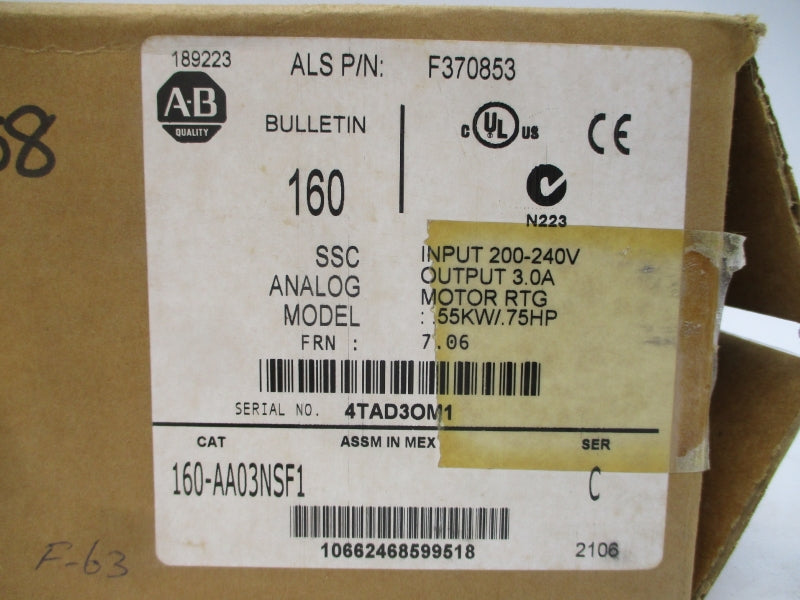 189223 ALS P/N: F370853
A-B
QUALITY
BULLETIN
160
c UL us CE
N223
58
SSC INPUT 200-240V
ANALOG OUTPUT 3.0A
MODEL MOTOR RTG
: .55KW/.75HP
FRN : 7.06
SERIAL NO. 4TAD3OM1
CAT ASSM IN MEX SER
160-AA03NSF1 C
10662468599518 2106
F-63